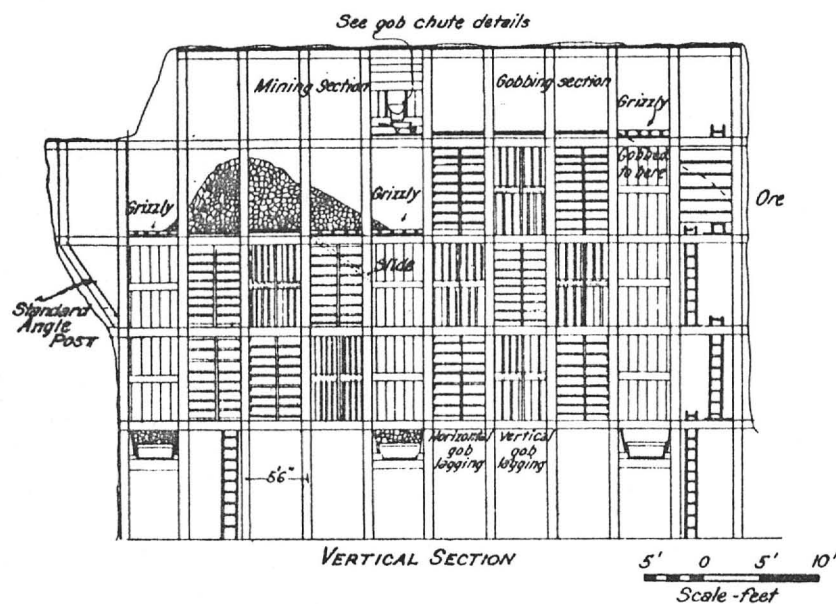 See gob chute details
Mining Section
Gobbing section
Grizzly
Gobbed
to here
Grizzly
Grizzly
Ore
Slide
Standard
Angle
Post
Horizontal
gob
lagging
Vertical
gob
lagging
5'6"
VERTICAL SECTION
5' 0 5' 10'
Scale-feet